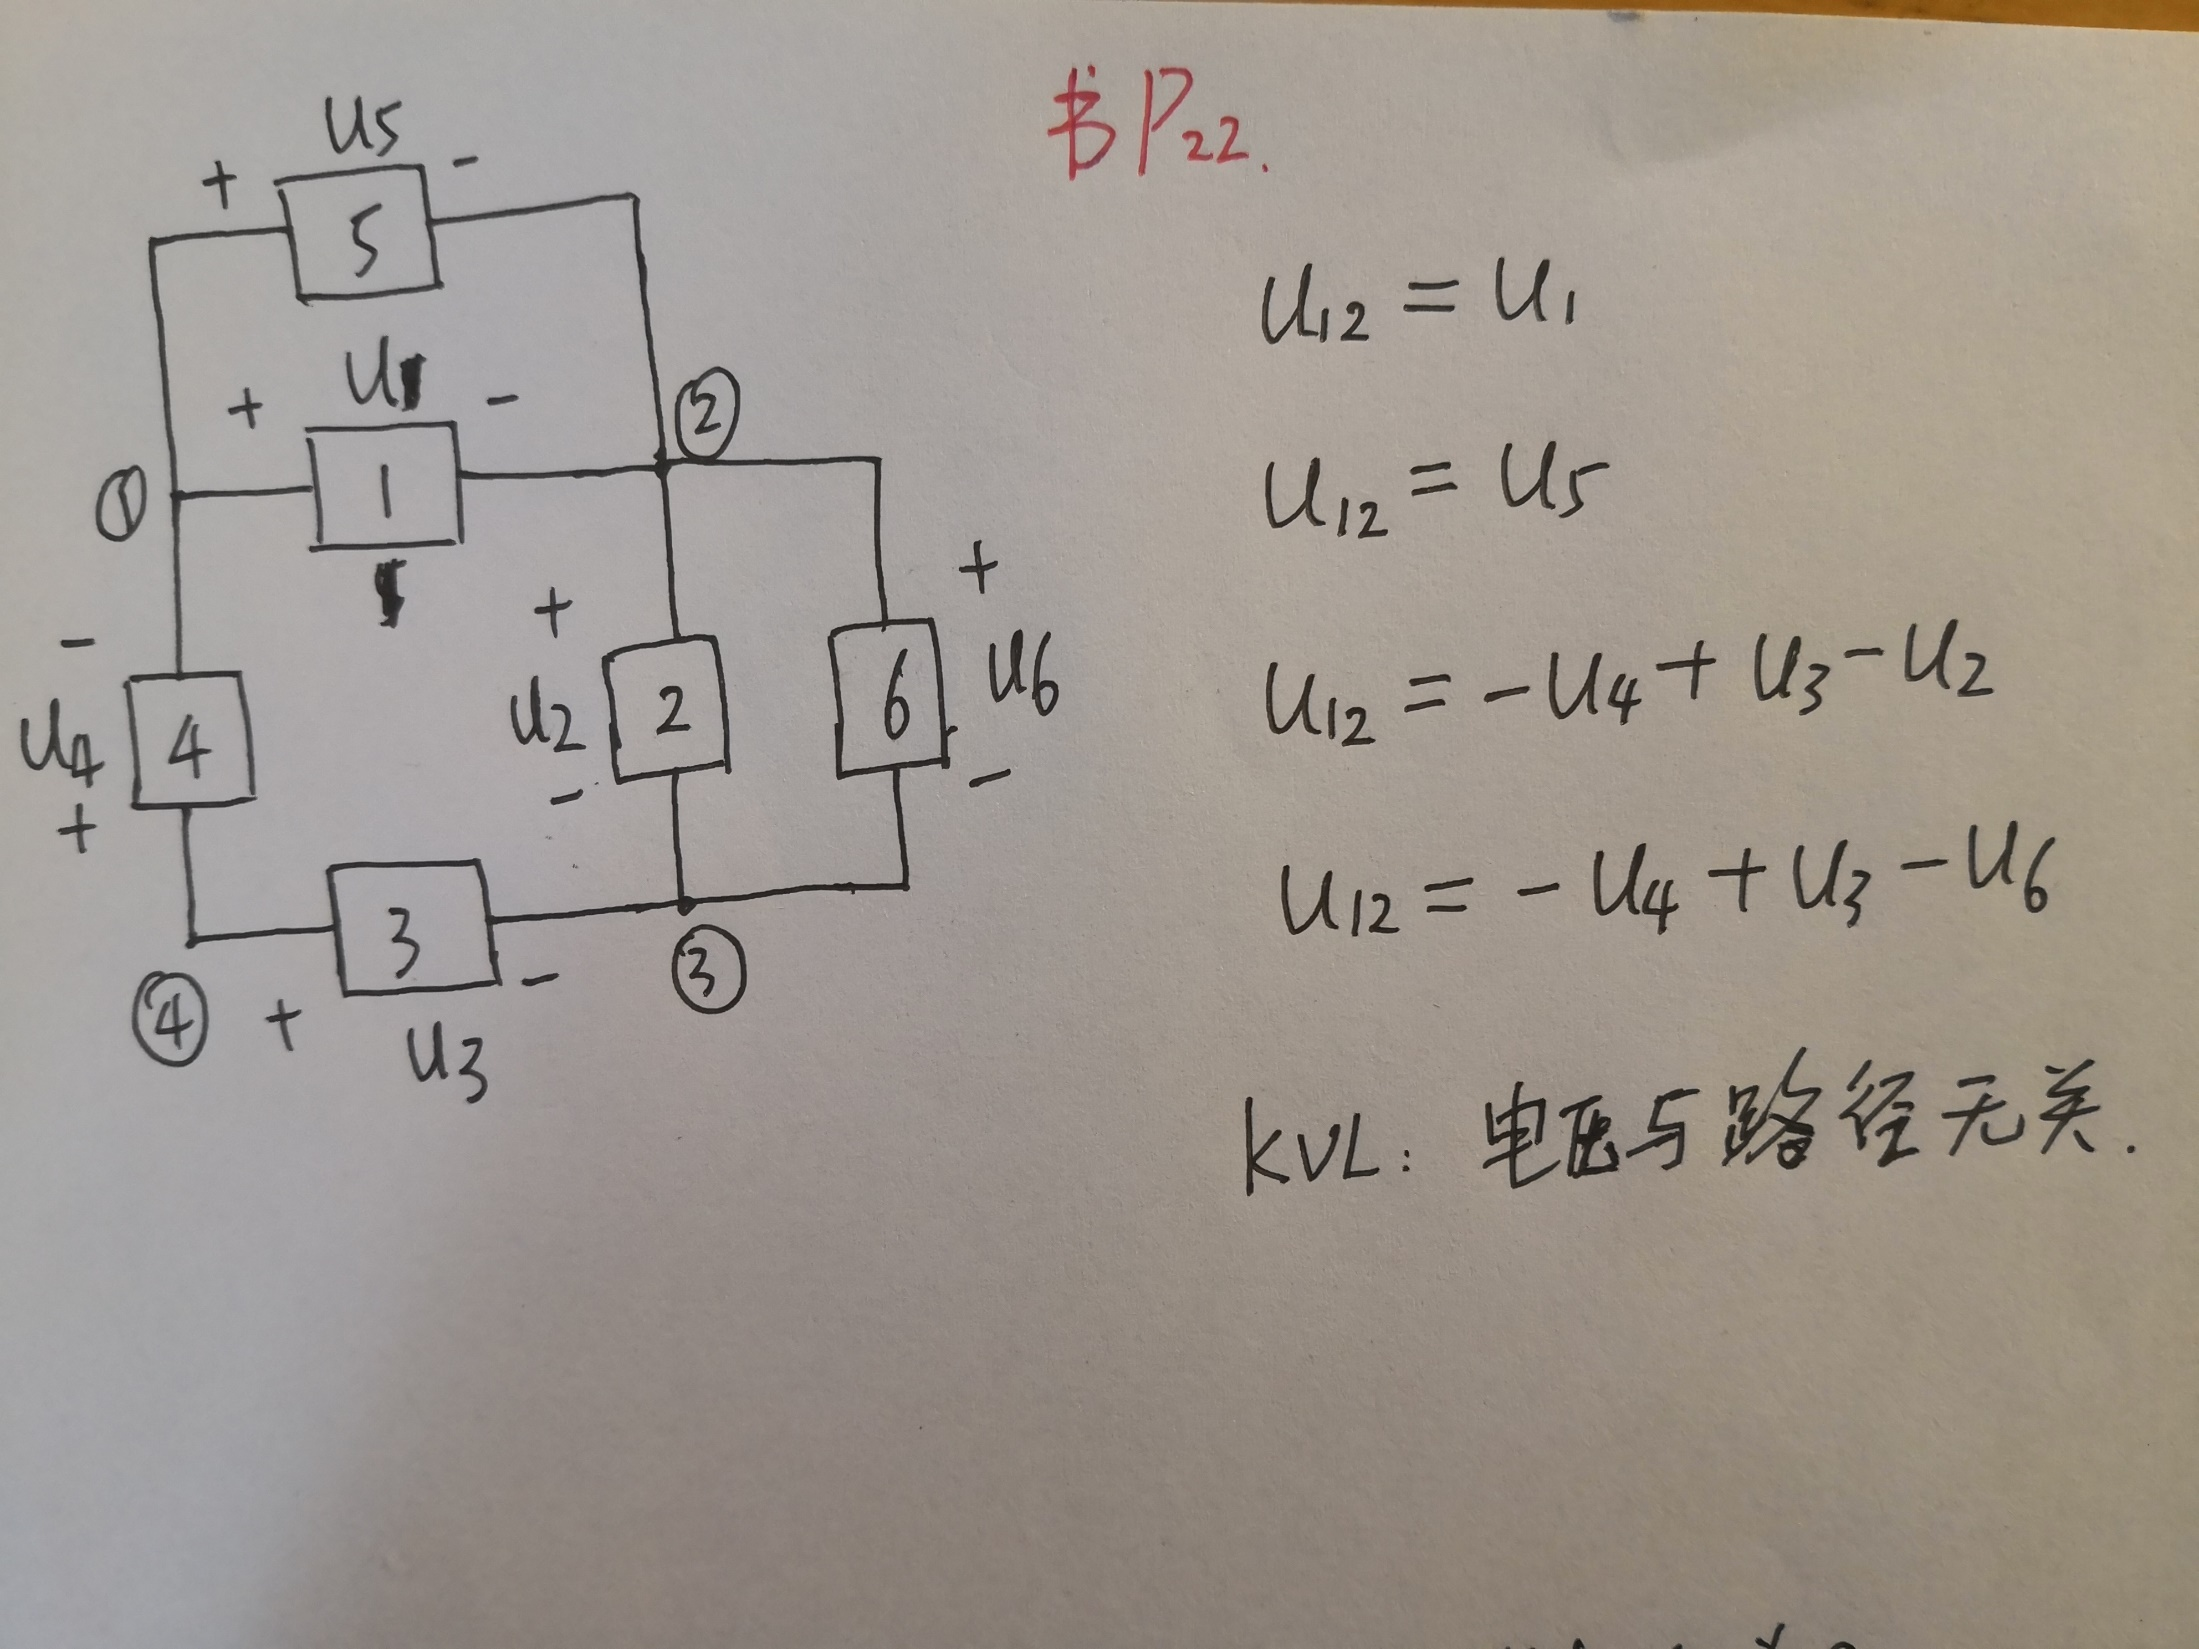 书P22.
U5
+ -
5
U1
+ -
②
①
1
U12 = U1
U12 = U5
+
+
-
U4
4
U2
2
6
U6
U12 = -U4 + U3 - U2
-
-
+
3
U12 = -U4 + U3 - U6
④
+
-
③
U3
KVL: 电压与路径无关.